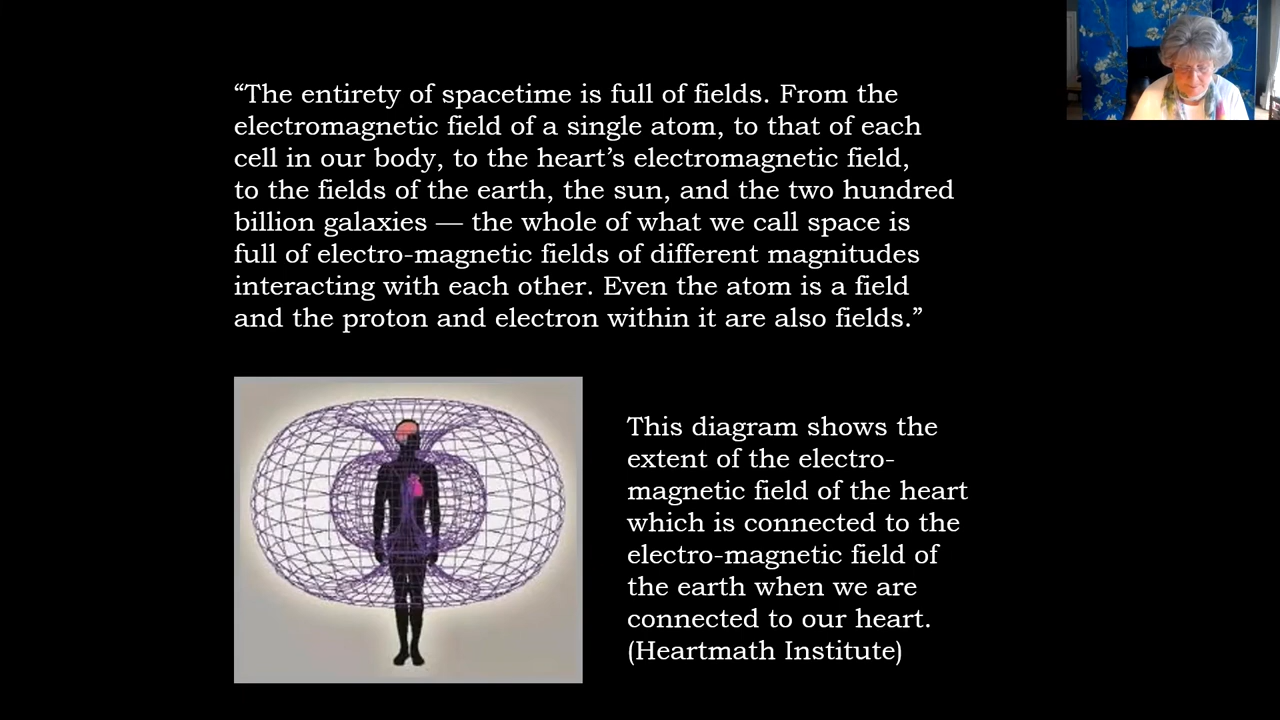 “The entirety of spacetime is full of fields. From the
electromagnetic field of a single atom, to that of each
cell in our body, to the heart’s electromagnetic field,
to the fields of the earth, the sun, and the two hundred
billion galaxies — the whole of what we call space is
full of electro-magnetic fields of different magnitudes
interacting with each other. Even the atom is a field
and the proton and electron within it are also fields.”
This diagram shows the
extent of the electro-
magnetic field of the heart
which is connected to the
electro-magnetic field of
the earth when we are
connected to our heart.
(Heartmath Institute)